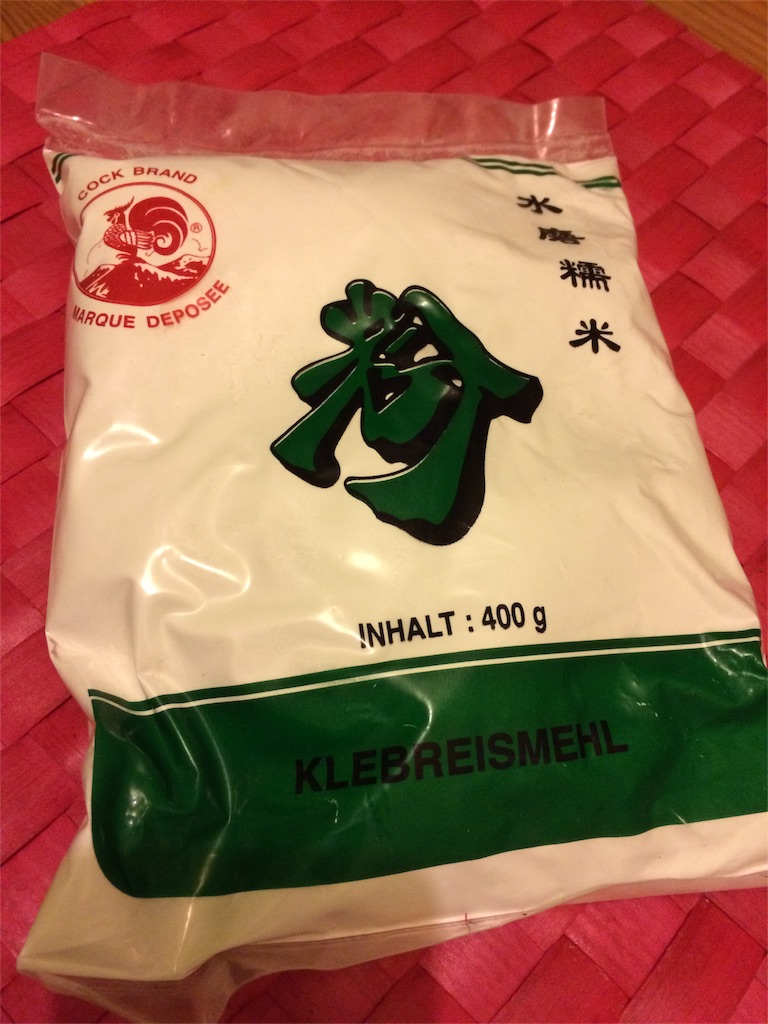 COCK BRAND
®
MARQUE DEPOSEE
水磨糯米
粉
INHALT : 400 g
KLEBREISMEHL